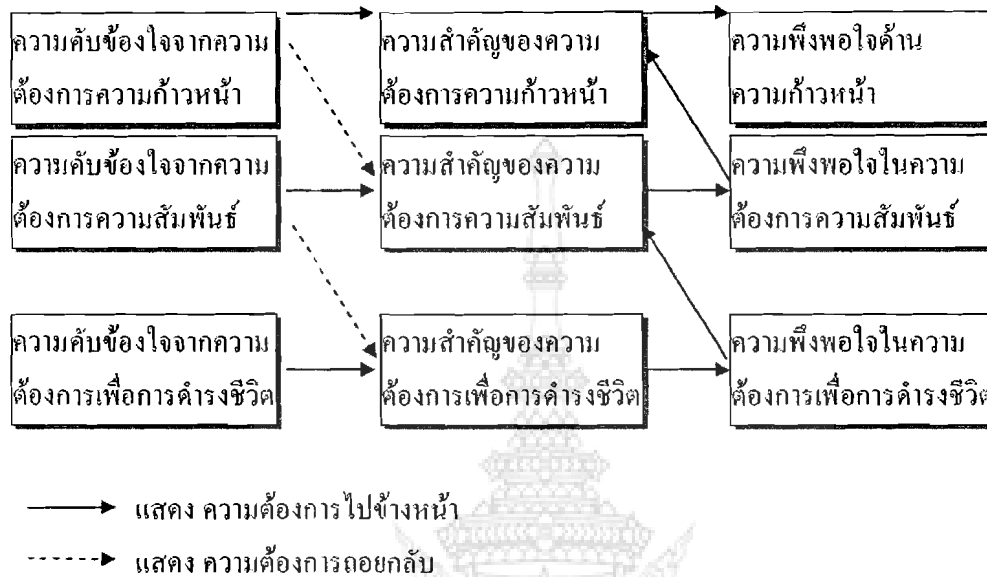 ความคับข้องใจจากความ
ต้องการความก้าวหน้า
ความสำคัญของความ
ต้องการความก้าวหน้า
ความพึงพอใจด้าน
ความก้าวหน้า
ความคับข้องใจจากความ
ต้องการความสัมพันธ์
ความสำคัญของความ
ต้องการความสัมพันธ์
ความพึงพอใจในความ
ต้องการความสัมพันธ์
ความคับข้องใจจากความ
ต้องการเพื่อการดำรงชีวิต
ความสำคัญของความ
ต้องการเพื่อการดำรงชีวิต
ความพึงพอใจในความ
ต้องการเพื่อการดำรงชีวิต
แสดง ความต้องการไปข้างหน้า
แสดง ความต้องการถอยกลับ